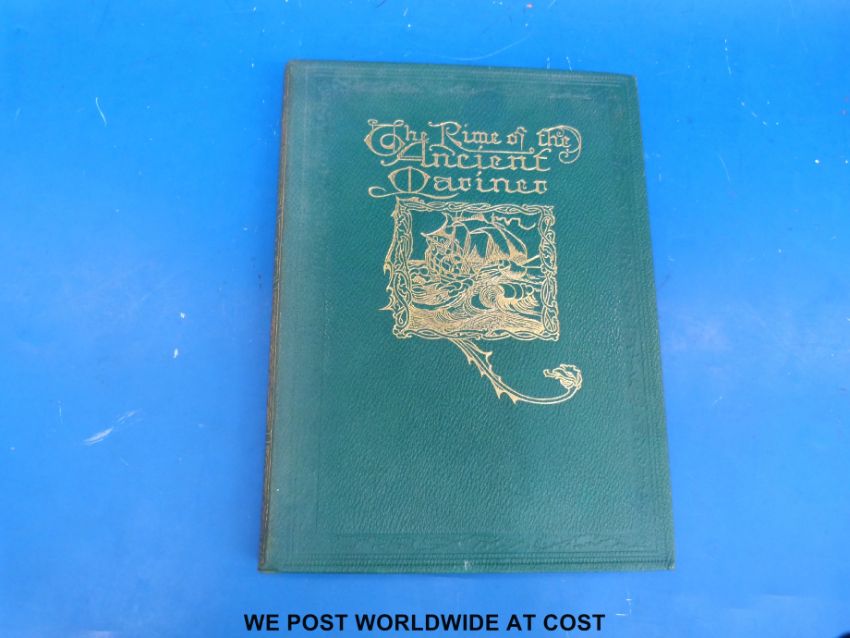 The Rime of the
Ancient
Mariner
WE POST WORLDWIDE AT COST